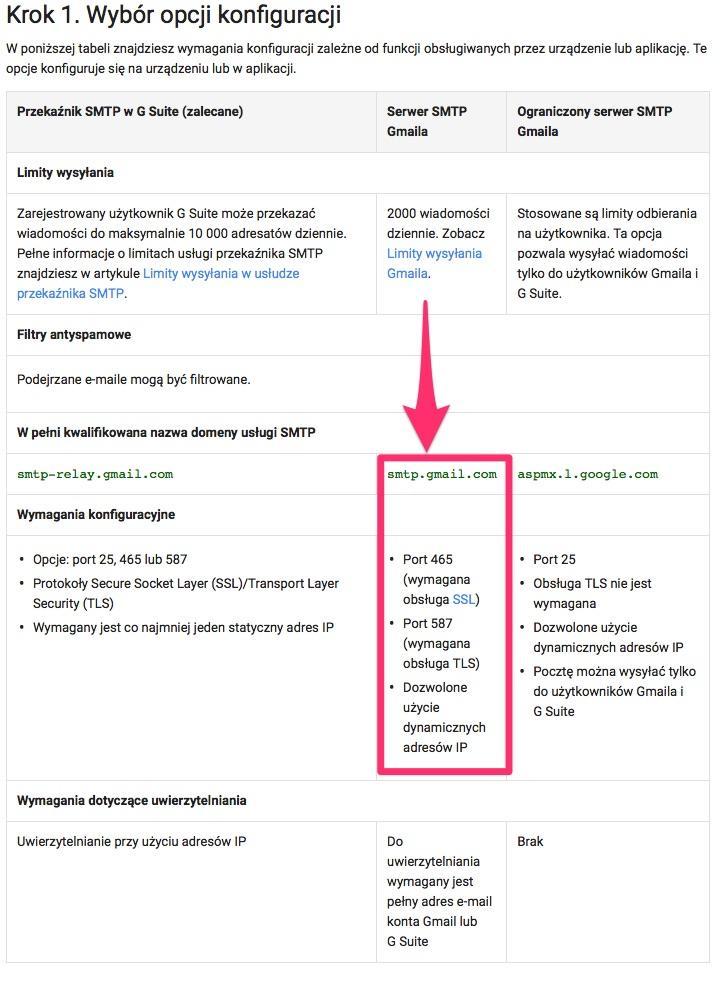 Krok 1. Wybór opcji konfiguracji
W poniższej tabeli znajdziesz wymagania konfiguracji zależne od funkcji obsługiwanych przez urządzenie lub aplikację. Te
opcje konfiguruje się na urządzeniu lub w aplikacji.
Przekaźnik SMTP w G Suite (zalecane)
Serwer SMTP
Gmaila
Ograniczony serwer SMTP
Gmaila
Limity wysyłania
Zarejestrowany użytkownik G Suite może przekazać
wiadomości do maksymalnie 10 000 adresatów dziennie.
Pełne informacje o limitach usługi przekaźnika SMTP
znajdziesz w artykule Limity wysyłania w usłudze
przekaźnika SMTP.
2000 wiadomości
dziennie. Zobacz
Limity wysyłania
Gmaila.
Stosowane są limity odbierania
na użytkownika. Ta opcja
pozwala wysyłać wiadomości
tylko do użytkowników Gmaila i
G Suite.
Filtry antyspamowe
Podejrzane e-maile mogą być filtrowane.
W pełni kwalifikowana nazwa domeny usługi SMTP
smtp-relay.gmail.com
smtp.gmail.com
aspmx.l.google.com
Wymagania konfiguracyjne
• Opcje: port 25, 465 lub 587
• Protokoły Secure Socket Layer (SSL)/Transport Layer
Security (TLS)
• Wymagany jest co najmniej jeden statyczny adres IP
• Port 465
(wymagana
obsługa SSL)
• Port 587
(wymagana
obsługa TLS)
• Dozwolone
użycie
dynamicznych
adresów IP
• Port 25
• Obsługa TLS nie jest
wymagana
• Dozwolone użycie
dynamicznych adresów IP
• Pocztę można wysyłać tylko
do użytkowników Gmaila i
G Suite
Wymagania dotyczące uwierzytelniania
Uwierzytelnianie przy użyciu adresów IP
Do
uwierzytelniania
wymagany jest
pełny adres e-mail
konta Gmail lub
G Suite
Brak